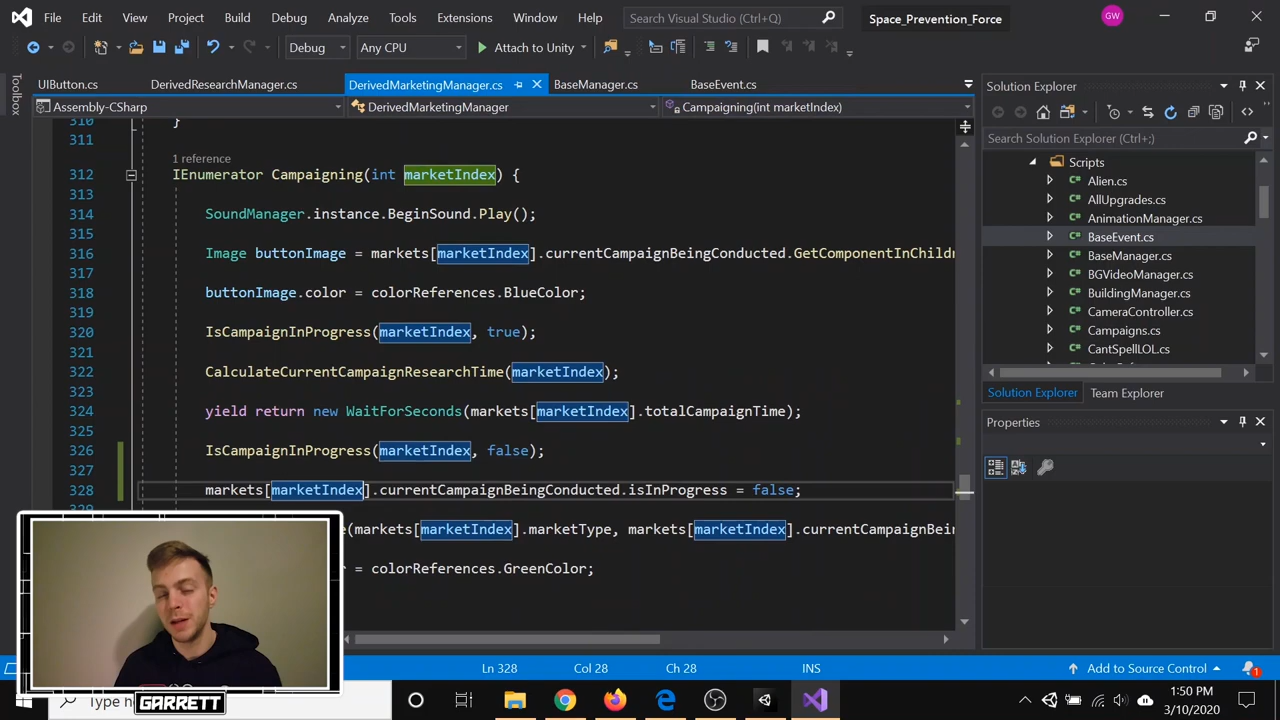 File Edit View Project Build Debug Analyze Tools Extensions Window Help Search Visual Studio (Ctrl+Q) Space_Prevention_Force GW
Debug Any CPU Attach to Unity
Toolbox
UIButton.cs DerivedResearchManager.cs DerivedMarketingManager.cs BaseManager.cs BaseEvent.cs
Assembly-CSharp DerivedMarketingManager Campaigning(int marketIndex)
310 }
311
1 reference
312 IEnumerator Campaigning(int marketIndex) {
313
314 SoundManager.instance.BeginSound.Play();
315
316 Image buttonImage = markets[marketIndex].currentCampaignBeingConducted.GetComponentInChildr
317
318 buttonImage.color = colorReferences.BlueColor;
319
320 IsCampaignInProgress(marketIndex, true);
321
322 CalculateCurrentCampaignResearchTime(marketIndex);
323
324 yield return new WaitForSeconds(markets[marketIndex].totalCampaignTime);
325
326 IsCampaignInProgress(marketIndex, false);
327
328 markets[marketIndex].currentCampaignBeingConducted.isInProgress = false;
(markets[marketIndex].marketType, markets[marketIndex].currentCampaignBein
= colorReferences.GreenColor;
Solution Explorer
Search Solution Explorer (Ctrl+;)
Scripts
C# Alien.cs
C# AllUpgrades.cs
C# AnimationManager.cs
C# BaseEvent.cs
C# BaseManager.cs
C# BGVideoManager.cs
C# BuildingManager.cs
C# CameraController.cs
C# Campaigns.cs
C# CantSpellLOL.cs
Solution Explorer Team Explorer
Properties
Ln 328 Col 28 Ch 28 INS Add to Source Control 1
GARRETT
Type he
1:50 PM
3/10/2020